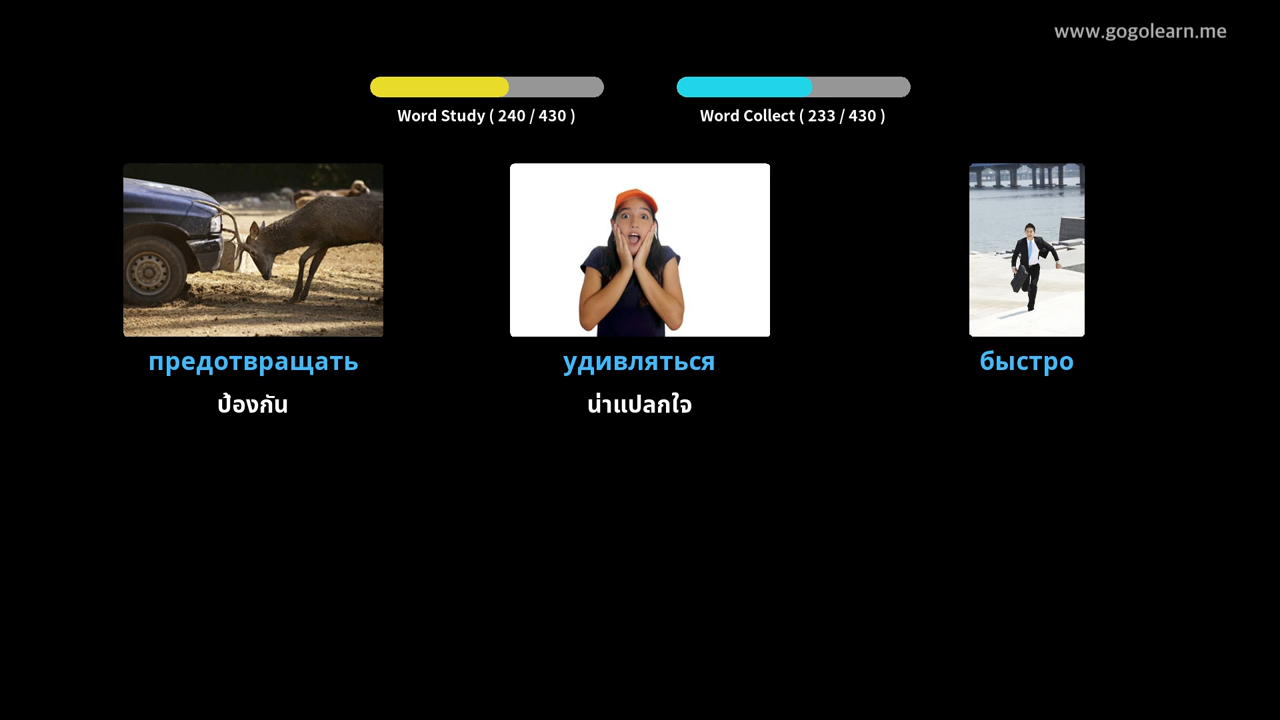 www.gogolearn.me
Word Study ( 240 / 430 )
Word Collect ( 233 / 430 )
предотвращать
удивляться
быстро
ป้องกัน
น่าแปลกใจ